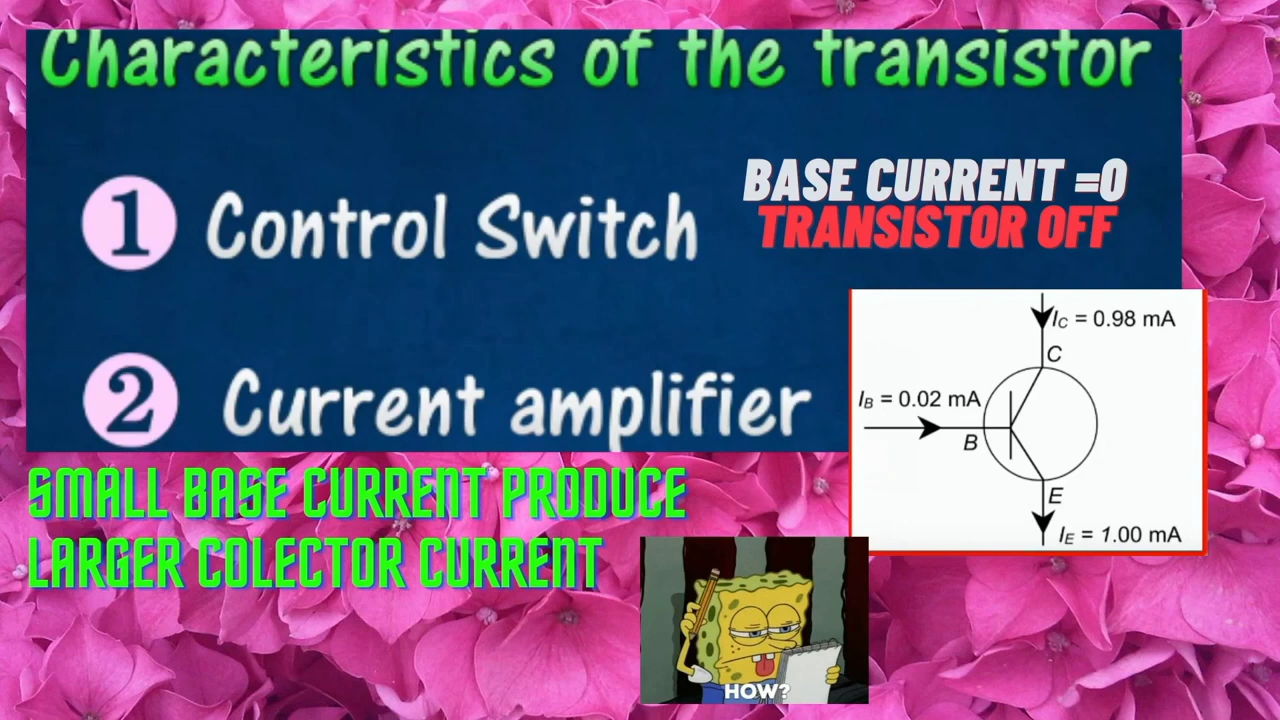 Characteristics of the transistor :
1 Control Switch
BASE CURRENT =0
TRANSISTOR OFF
2 Current amplifier
IC = 0.98 mA
C
IB = 0.02 mA
B
E
IE = 1.00 mA
SMALL BASE CURRENT PRODUCE
LARGER COLECTOR CURRENT
HOW?